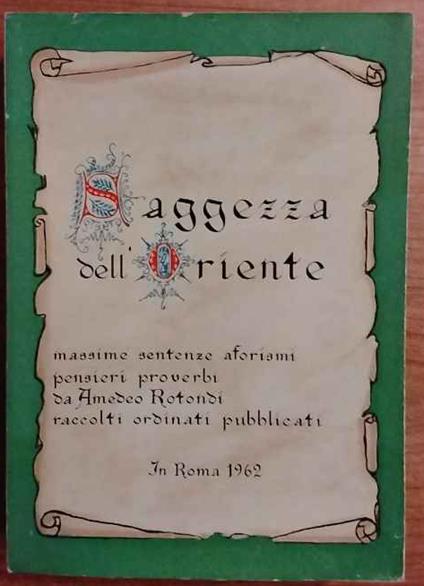 Saggezza
dell'Oriente
massime sentenze aforismi
pensieri proverbi
da Amedeo Rotondi
raccolti ordinati pubblicati
In Roma 1962